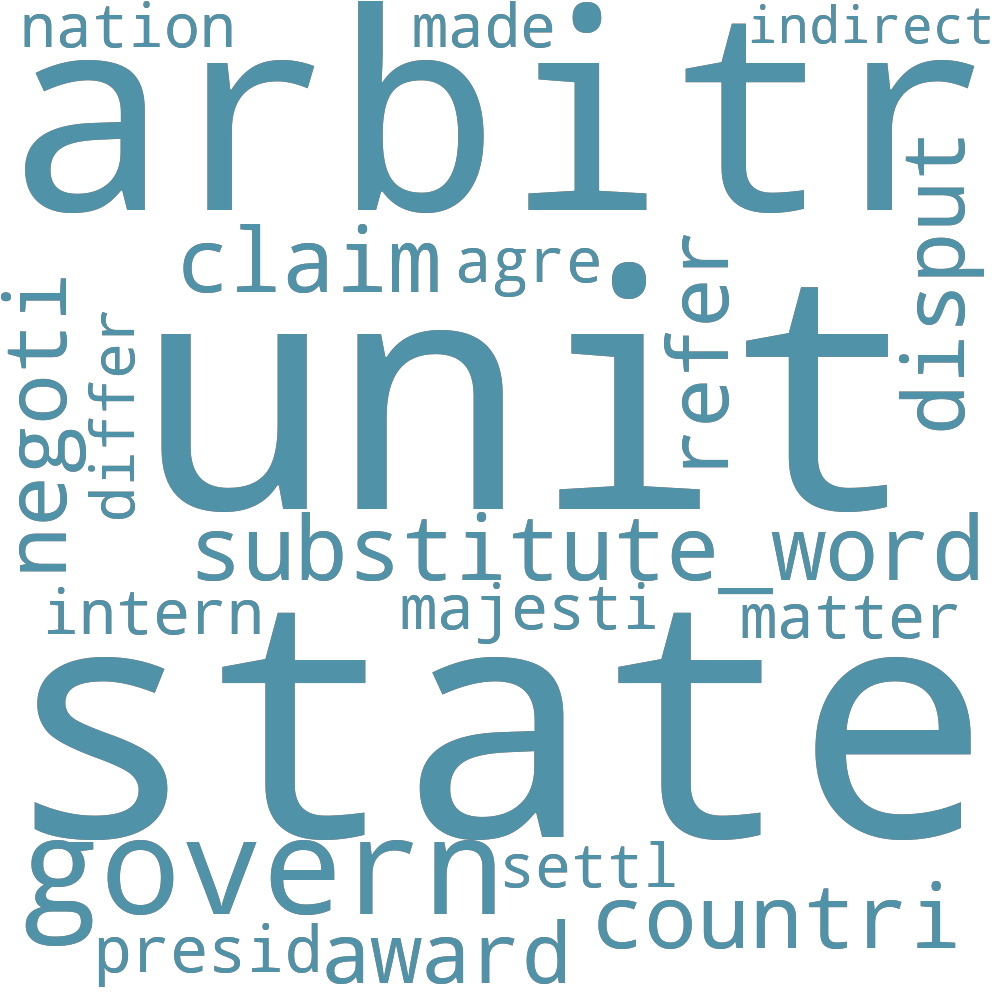 nation made indirect
arbitr
disput
claim agre
refer
negoti
differ
unit
substitute_word
intern majesti matter
state
govern settl
countri
presid award